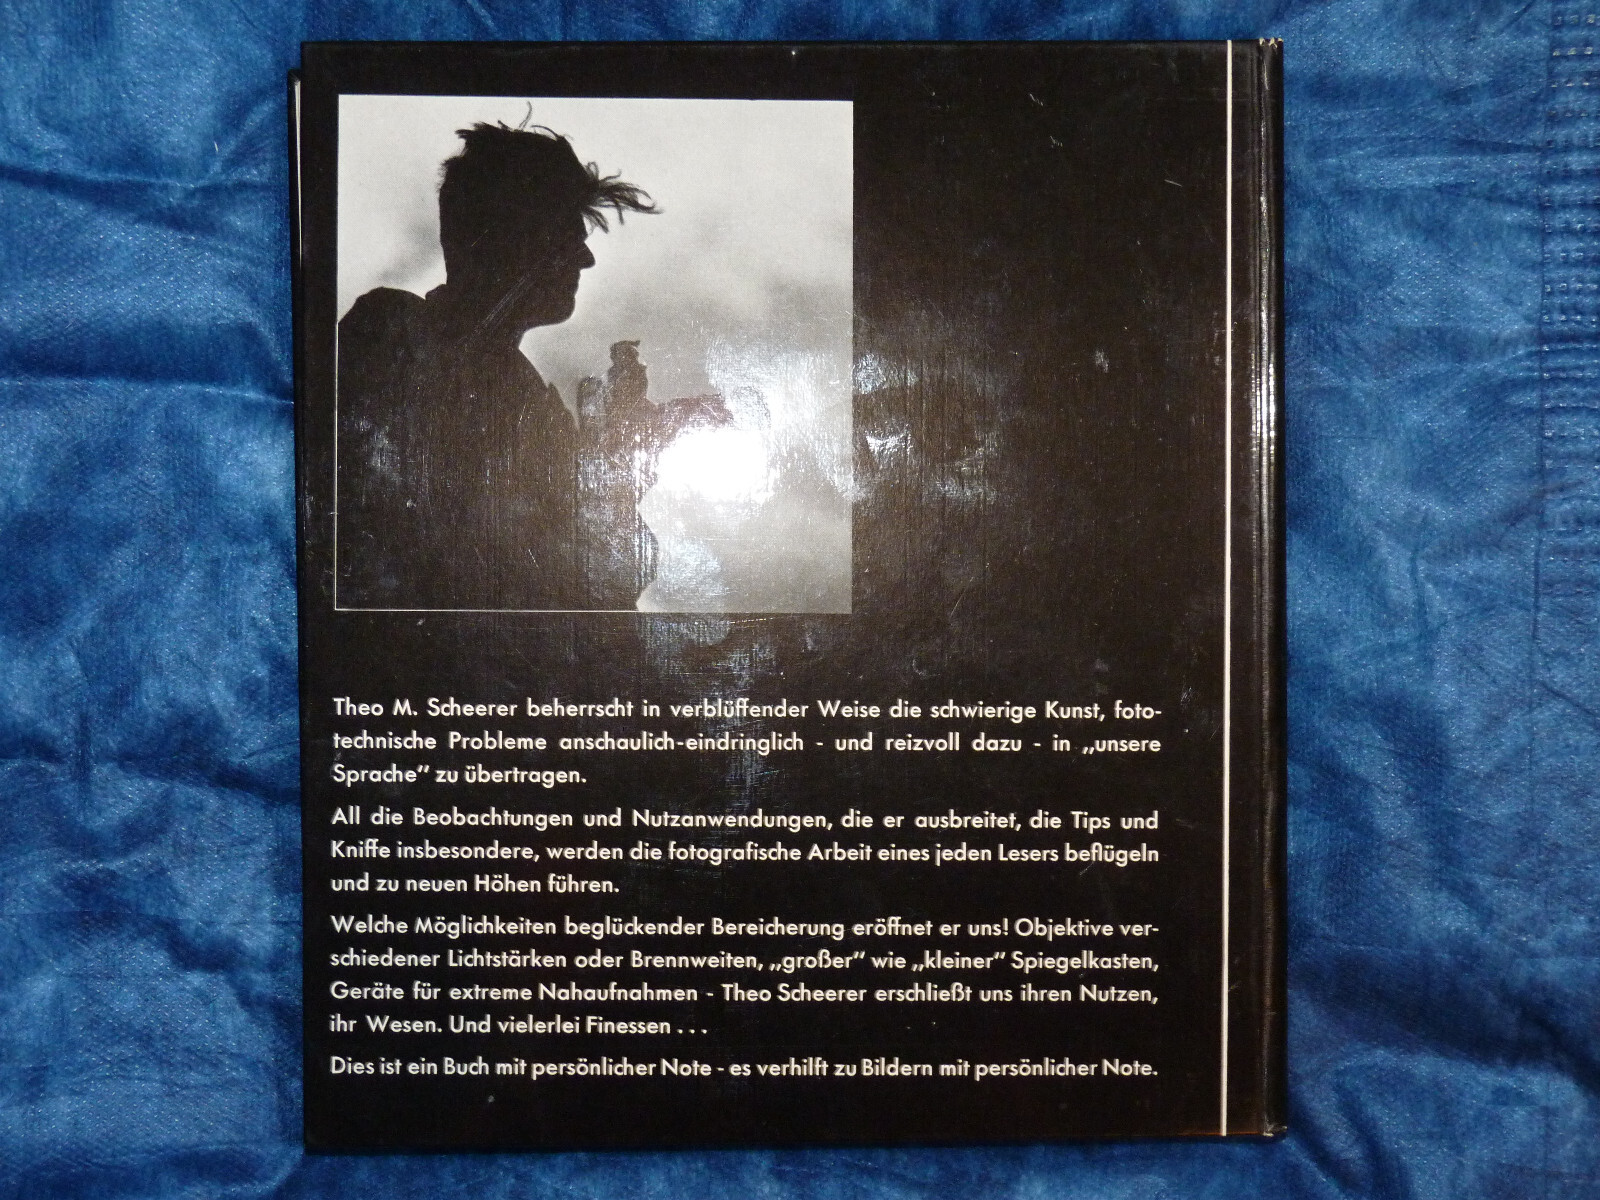 Theo M. Scheerer beherrscht in verblüffender Weise die schwierige Kunst, foto-
technische Probleme anschaulich-eindringlich - und reizvoll dazu - in „unsere
Sprache" zu übertragen.
All die Beobachtungen und Nutzanwendungen, die er ausbreitet, die Tips und
Kniffe insbesondere, werden die fotografische Arbeit eines jeden Lesers beflügeln
und zu neuen Höhen führen.
Welche Möglichkeiten beglückender Bereicherung eröffnet er uns! Objektive ver-
schiedener Lichtstärken oder Brennweiten, „großer" wie „kleiner" Spiegelkasten,
Geräte für extreme Nahaufnahmen - Theo Scheerer erschließt uns ihren Nutzen,
ihr Wesen. Und vielerlei Finessen . . .
Dies ist ein Buch mit persönlicher Note - es verhilft zu Bildern mit persönlicher Note.